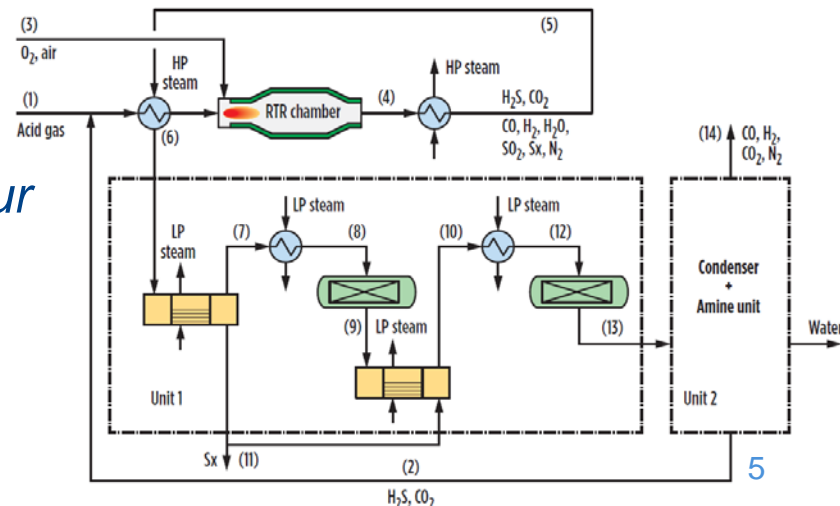 (3)
O₂, air
HP
steam
(5)
(1)
Acid gas
(6)
RTR chamber
(4)
HP steam
H₂S, CO₂
CO, H₂, H₂O,
SO₂, Sx, N₂
(14)
CO, H₂,
CO₂, N₂
ur
LP
steam
(7)
LP steam
(8)
(10)
LP steam
(12)
(9)
LP steam
(13)
Condenser
+
Amine unit
Water
Unit 1
Unit 2
Sx
(11)
(2)
H₂S, CO₂
5